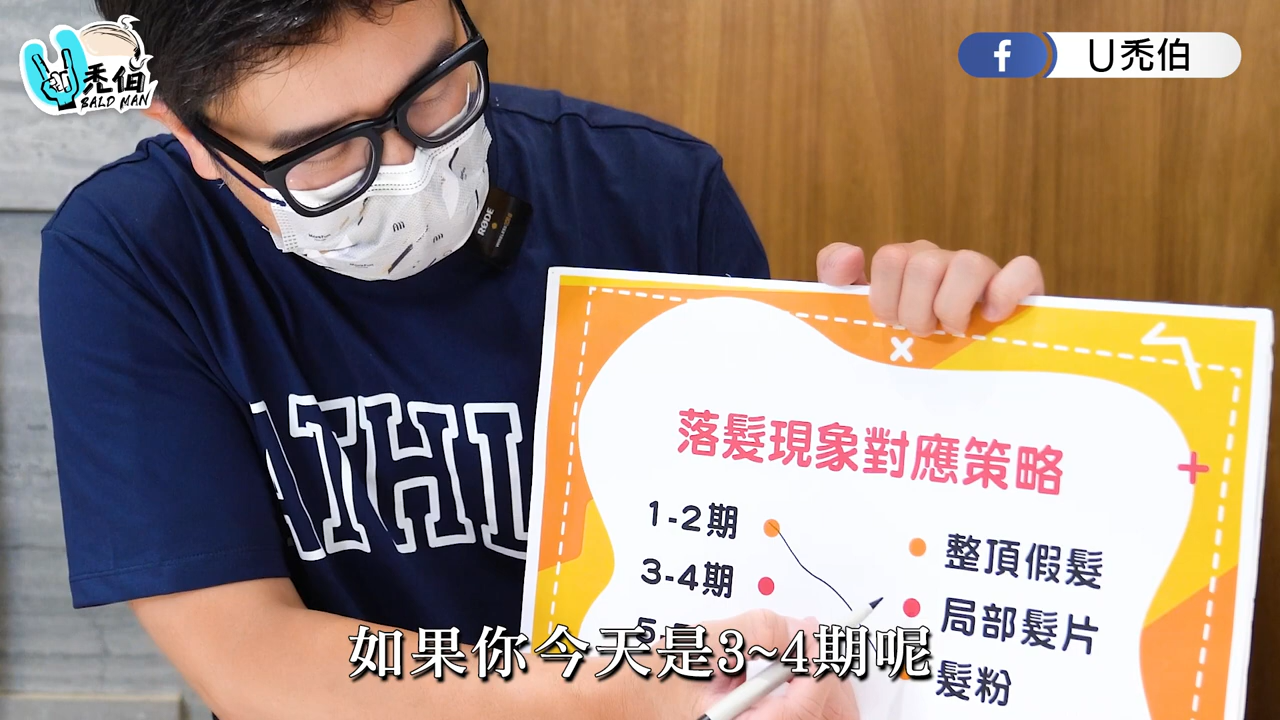 禿伯
BALD MAN
f
U禿伯
RØDE
ATHL
落髮現象對應策略
1-2期
整頂假髮
3-4期
局部髮片
5-
髮粉
如果你今天是3~4期呢